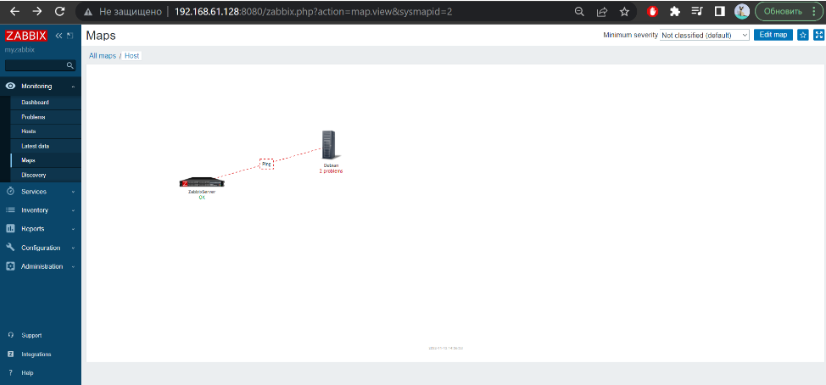 Не защищено | 192.168.61.128:8080/zabbix.php?action=map.view&sysmapid=2
Обновить
ZABBIX
myzabbix
Maps
Minimum severity Not classified (default) Edit map
All maps / Host
Monitoring
Dashboard
Problems
Hosts
Latest data
Maps
Discovery
Services
Inventory
Reports
Configuration
Administration
Support
Integrations
Help
Ping
2 problems
Z
ZabbixServer
OK